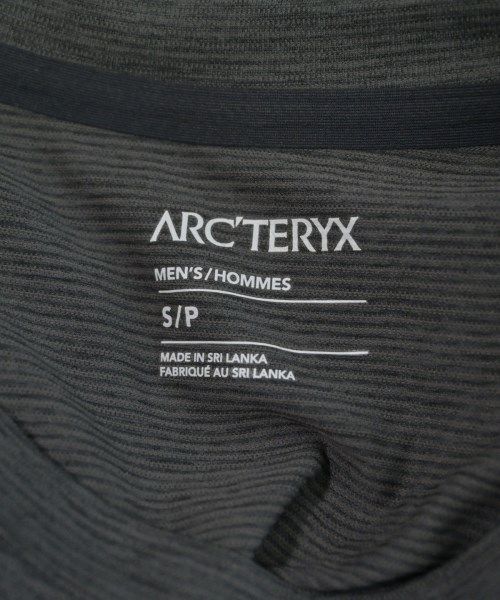 ARC'TERYX
MEN'S/HOMMES
S/P
MADE IN SRI LANKA
FABRIQUÉ AU SRI LANKA